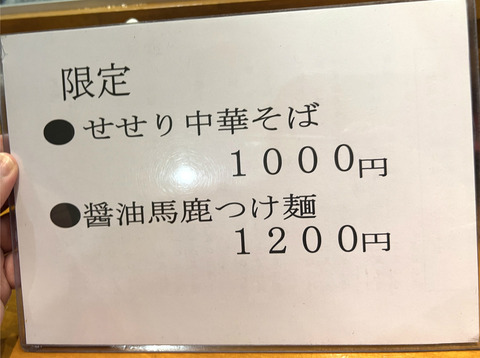 限定
●せせり中華そば
１０００円
●醤油馬鹿つけ麺
１２００円